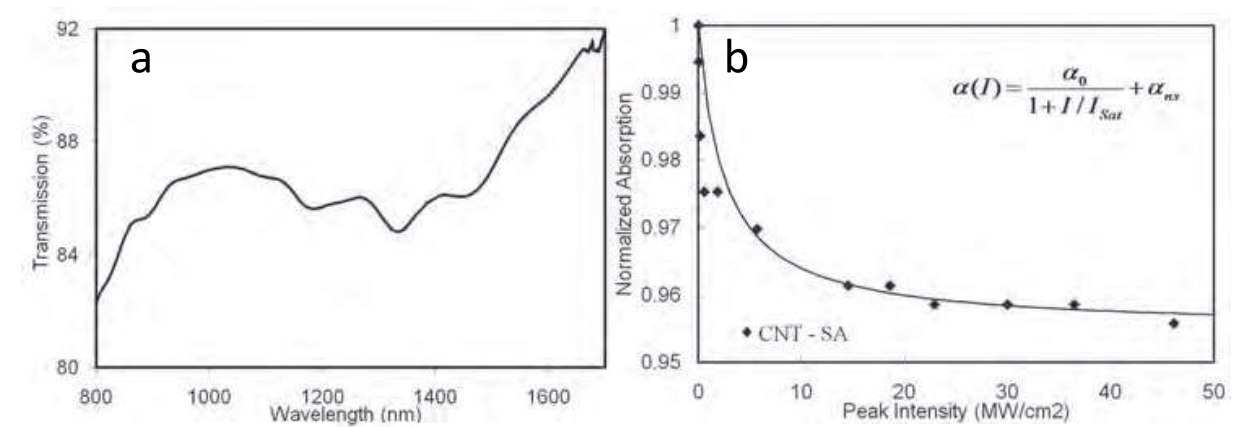 a
92
88
84
80
Transmission (%)
800 1000 1200 1400 1600
Wavelength (nm)
b
1
0.99
0.98
0.97
0.96
0.95
Normalized Absorption
α(I) = α₀ / (1 + I / I_Sat) + α_ns
CNT - SA
0 10 20 30 40 50
Peak Intensity (MW/cm2)